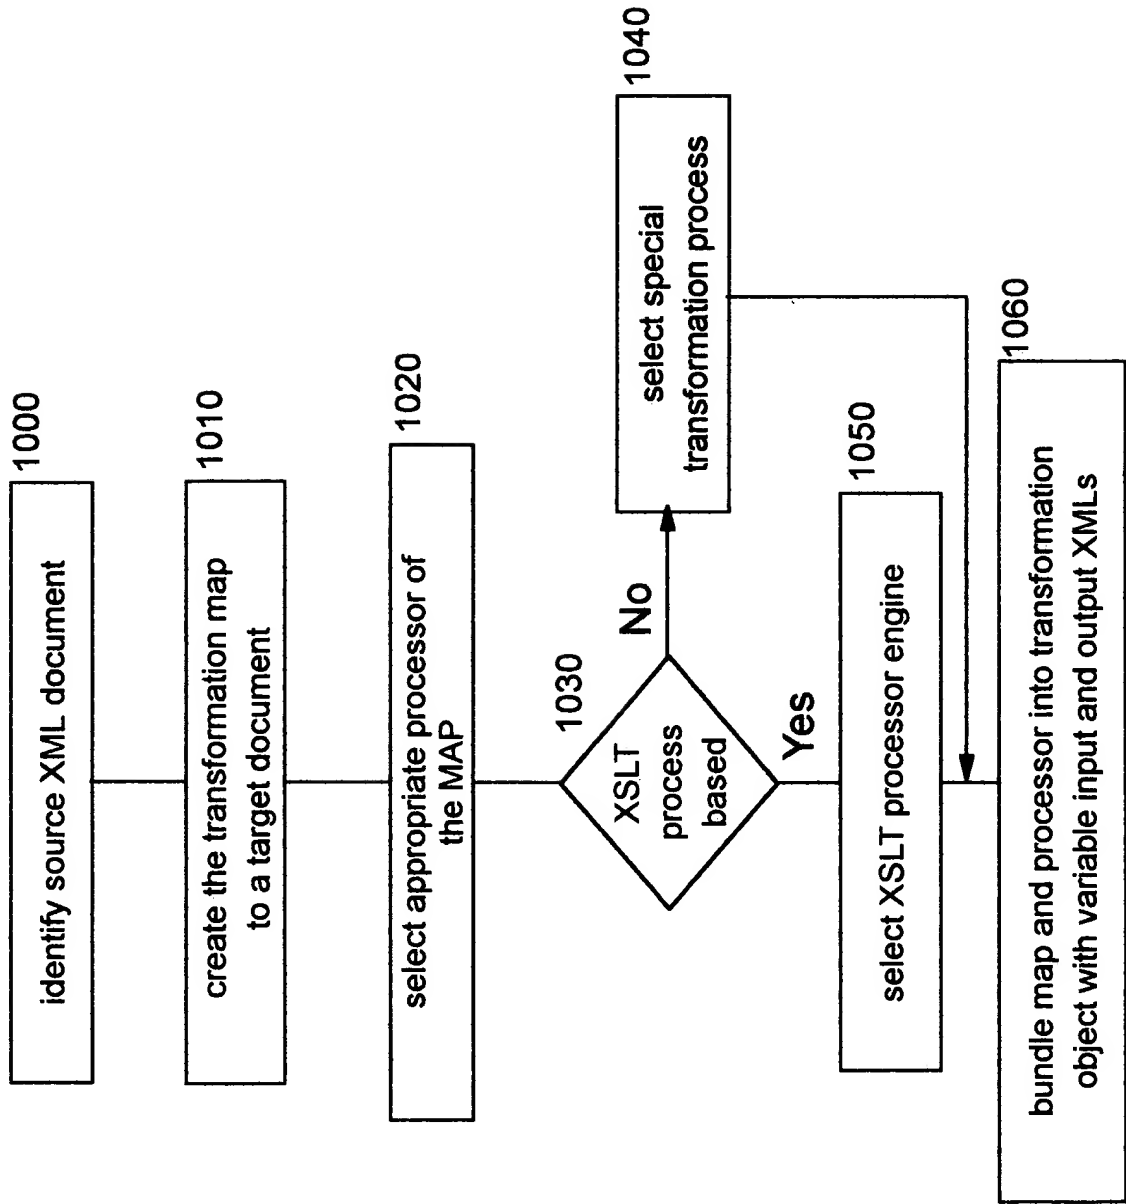 1000
identify source XML document
1010
create the transformation map
to a target document
1020
select appropriate processor of
the MAP
1030
XSLT
process
based
No
1040
select special
transformation process
Yes
1050
select XSLT processor engine
1060
bundle map and processor into transformation
object with variable input and output XMLs